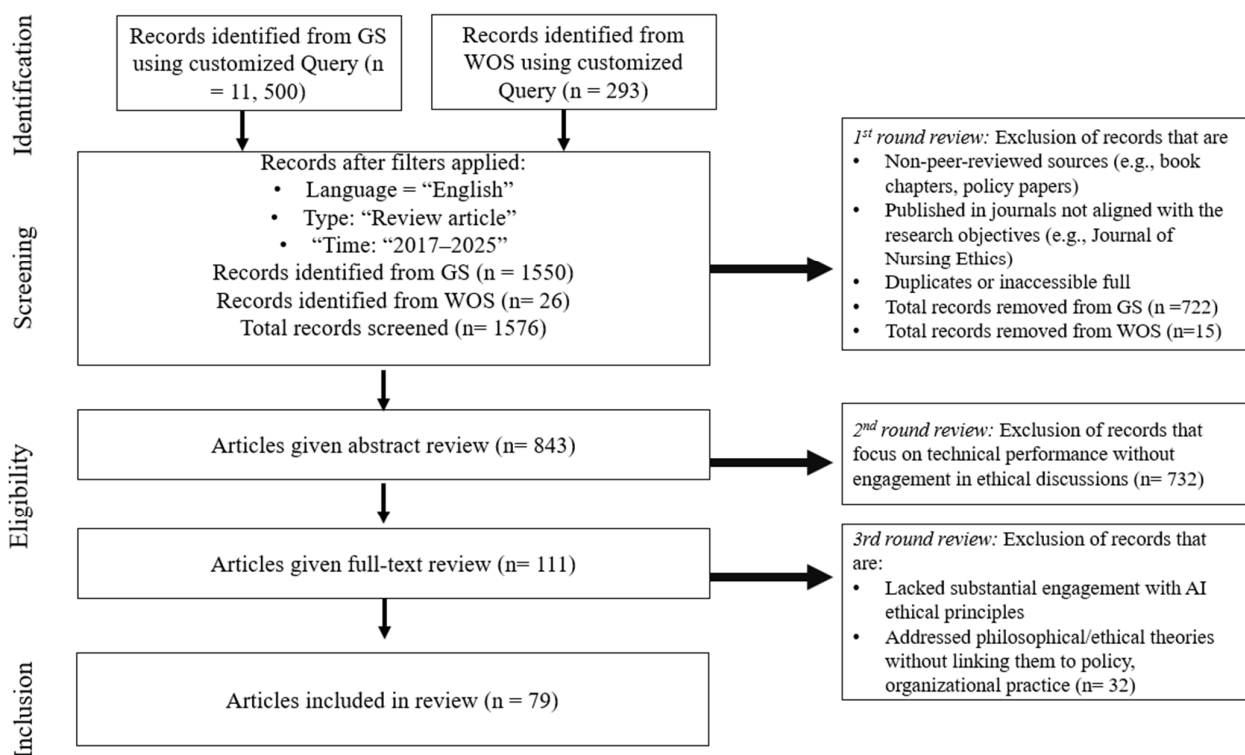 Identification
Records identified from GS
using customized Query (n
= 11, 500)
Records identified from
WOS using customized
Query (n = 293)
Screening
Records after filters applied:
• Language = “English”
• Type: “Review article”
• “Time: “2017–2025”
Records identified from GS (n = 1550)
Records identified from WOS (n= 26)
Total records screened (n= 1576)
1st round review: Exclusion of records that are
• Non-peer-reviewed sources (e.g., book
chapters, policy papers)
• Published in journals not aligned with the
research objectives (e.g., Journal of
Nursing Ethics)
• Duplicates or inaccessible full
• Total records removed from GS (n =722)
• Total records removed from WOS (n=15)
Eligibility
Articles given abstract review (n= 843)
2nd round review: Exclusion of records that
focus on technical performance without
engagement in ethical discussions (n= 732)
Articles given full-text review (n= 111)
3rd round review: Exclusion of records that
are:
• Lacked substantial engagement with AI
ethical principles
• Addressed philosophical/ethical theories
without linking them to policy,
organizational practice (n= 32)
Inclusion
Articles included in review (n = 79)